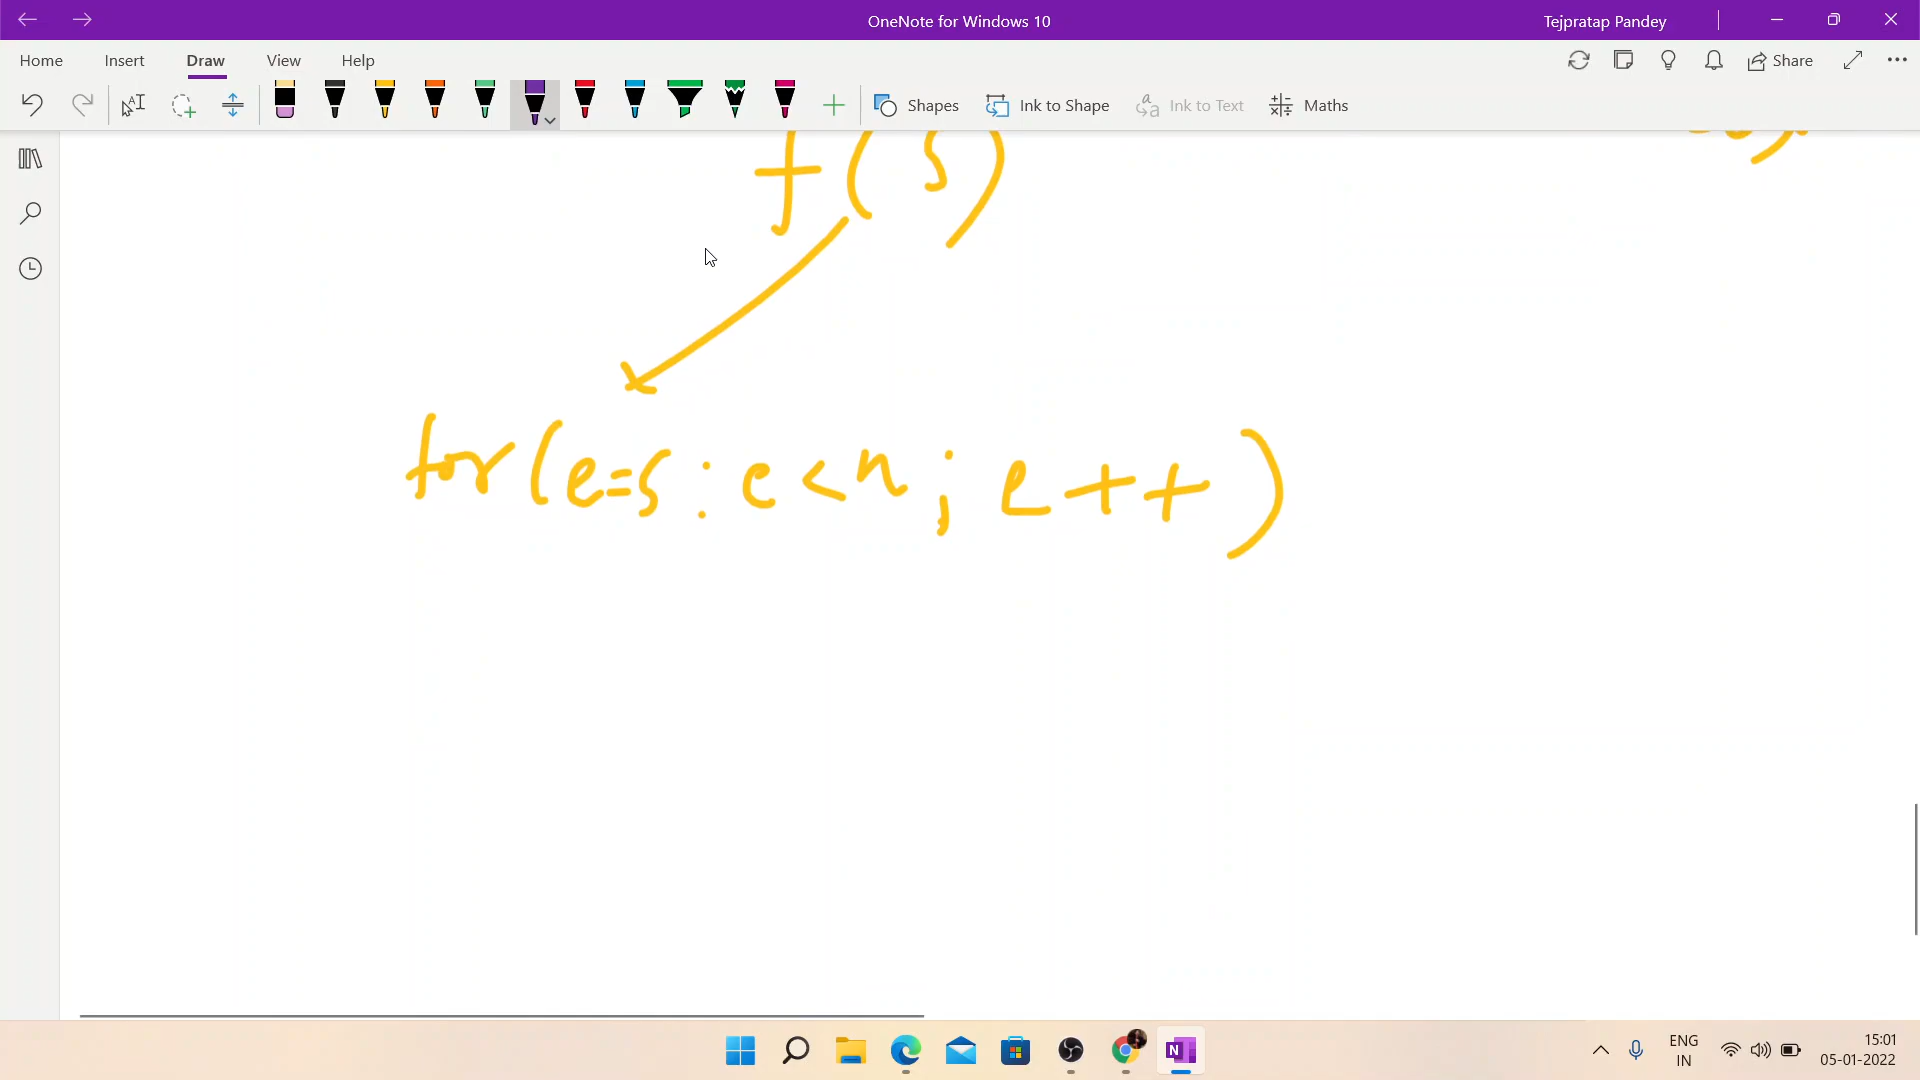 OneNote for Windows 10
Tejpratap Pandey
Home Insert Draw View Help
Share
Shapes Ink to Shape Ink to Text Maths
f(s)
for(e=s:e<n;e++)
ENG
IN
15:01
05-01-2022